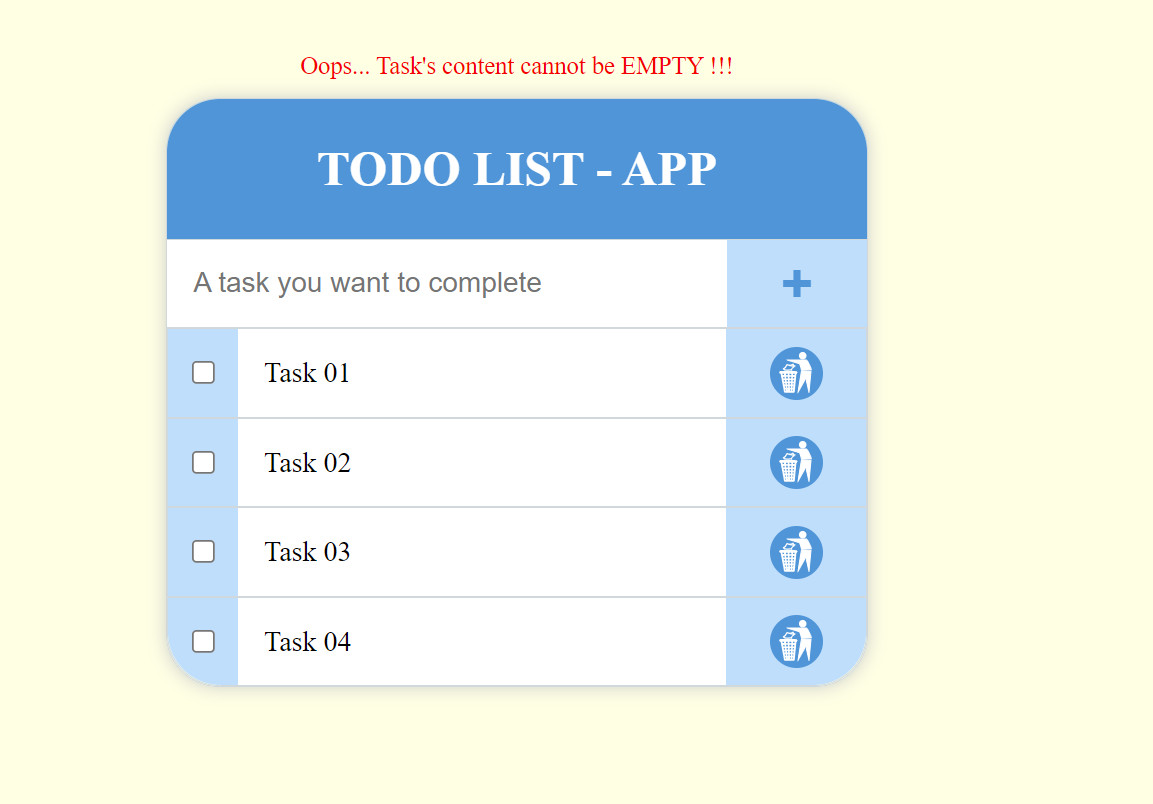 Oops... Task's content cannot be EMPTY !!!
TODO LIST - APP
A task you want to complete
Task 01
Task 02
Task 03
Task 04